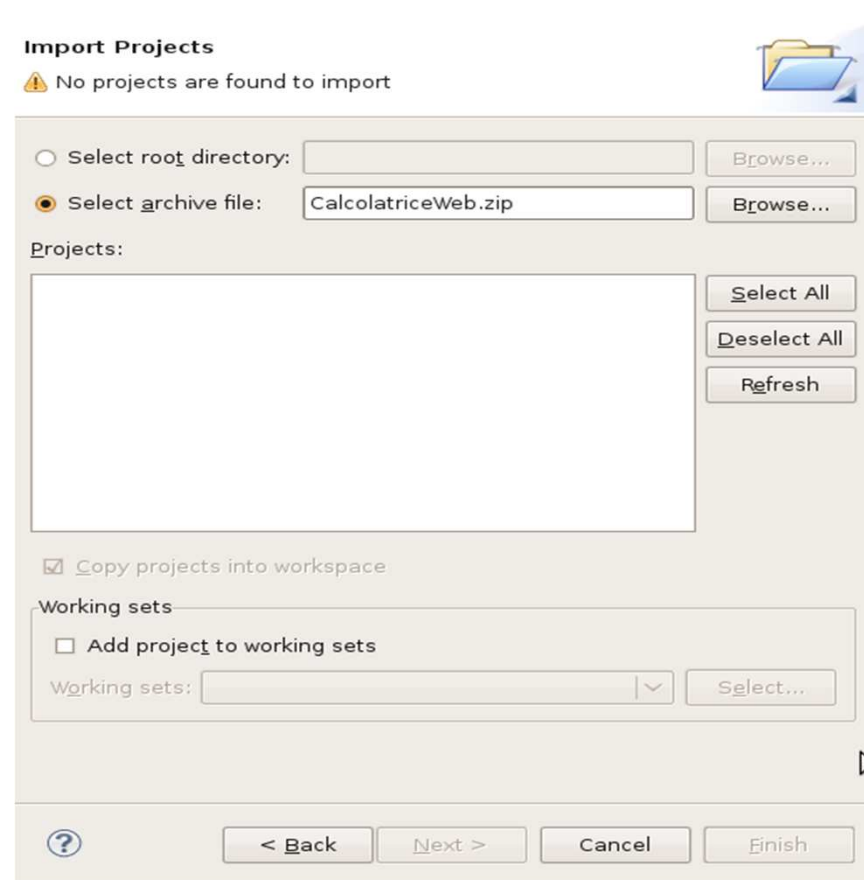 Import Projects
No projects are found to import
Select root directory: Browse...
Select archive file: CalcolatriceWeb.zip Browse...
Projects:
Select All
Deselect All
Refresh
Copy projects into workspace
Working sets
Add project to working sets
Working sets: Select...
? < Back Next > Cancel Finish